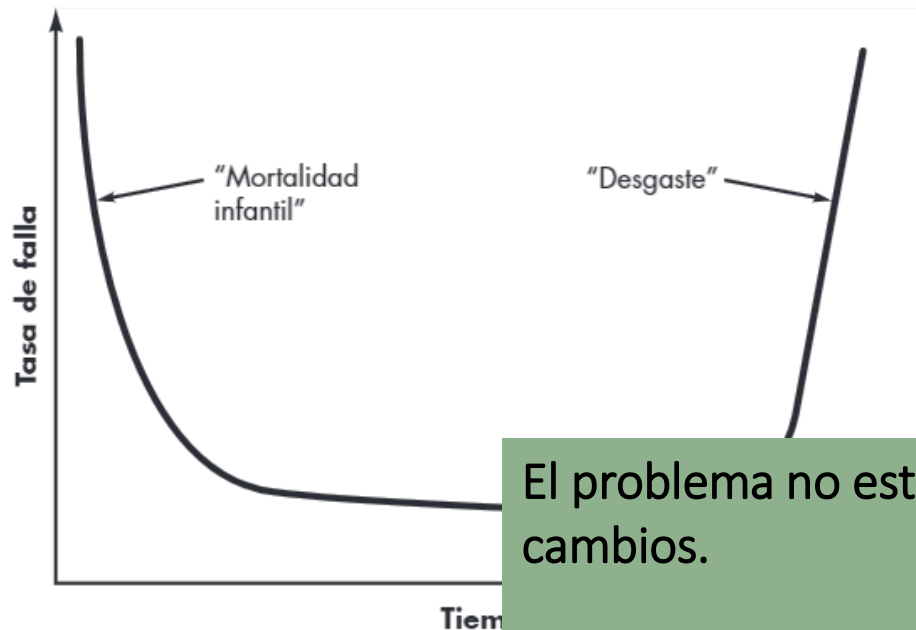 “Mortalidad
infantil”
“Desgaste”
Tasa de falla
El problema no est
cambios.
Tiem